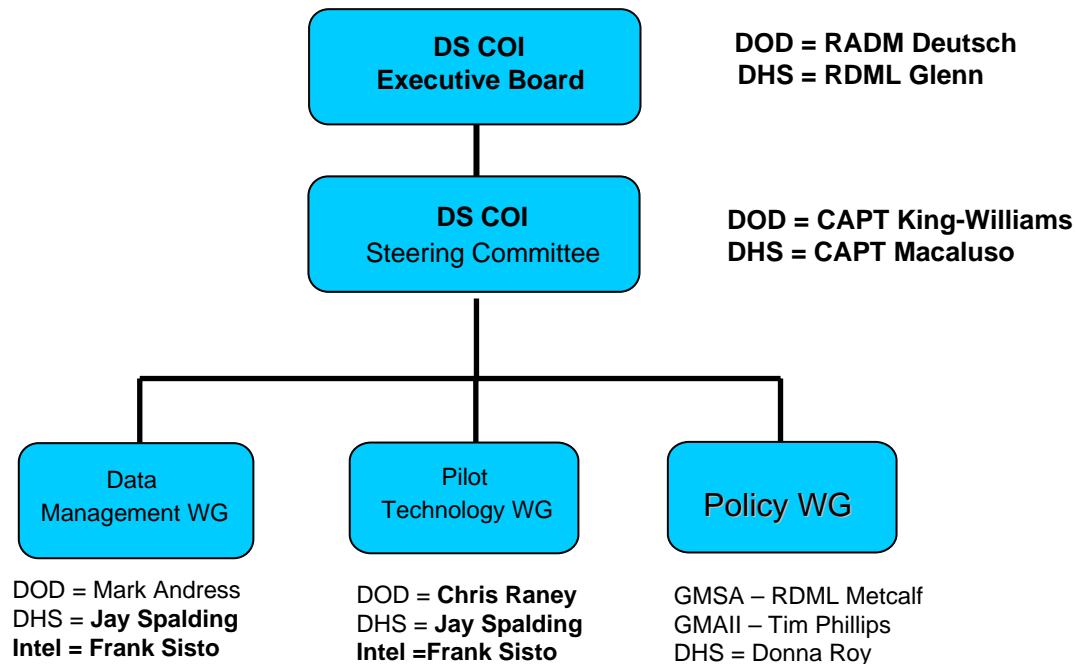 DS COI
Executive Board
DOD = RADM Deutsch
DHS = RDML Glenn
DS COI
Steering Committee
DOD = CAPT King-Williams
DHS = CAPT Macaluso
Data
Management WG
Pilot
Technology WG
Policy WG
DOD = Mark Andress
DHS = Jay Spalding
Intel = Frank Sisto
DOD = Chris Raney
DHS = Jay Spalding
Intel =Frank Sisto
GMSA – RDML Metcalf
GMAII – Tim Phillips
DHS = Donna Roy